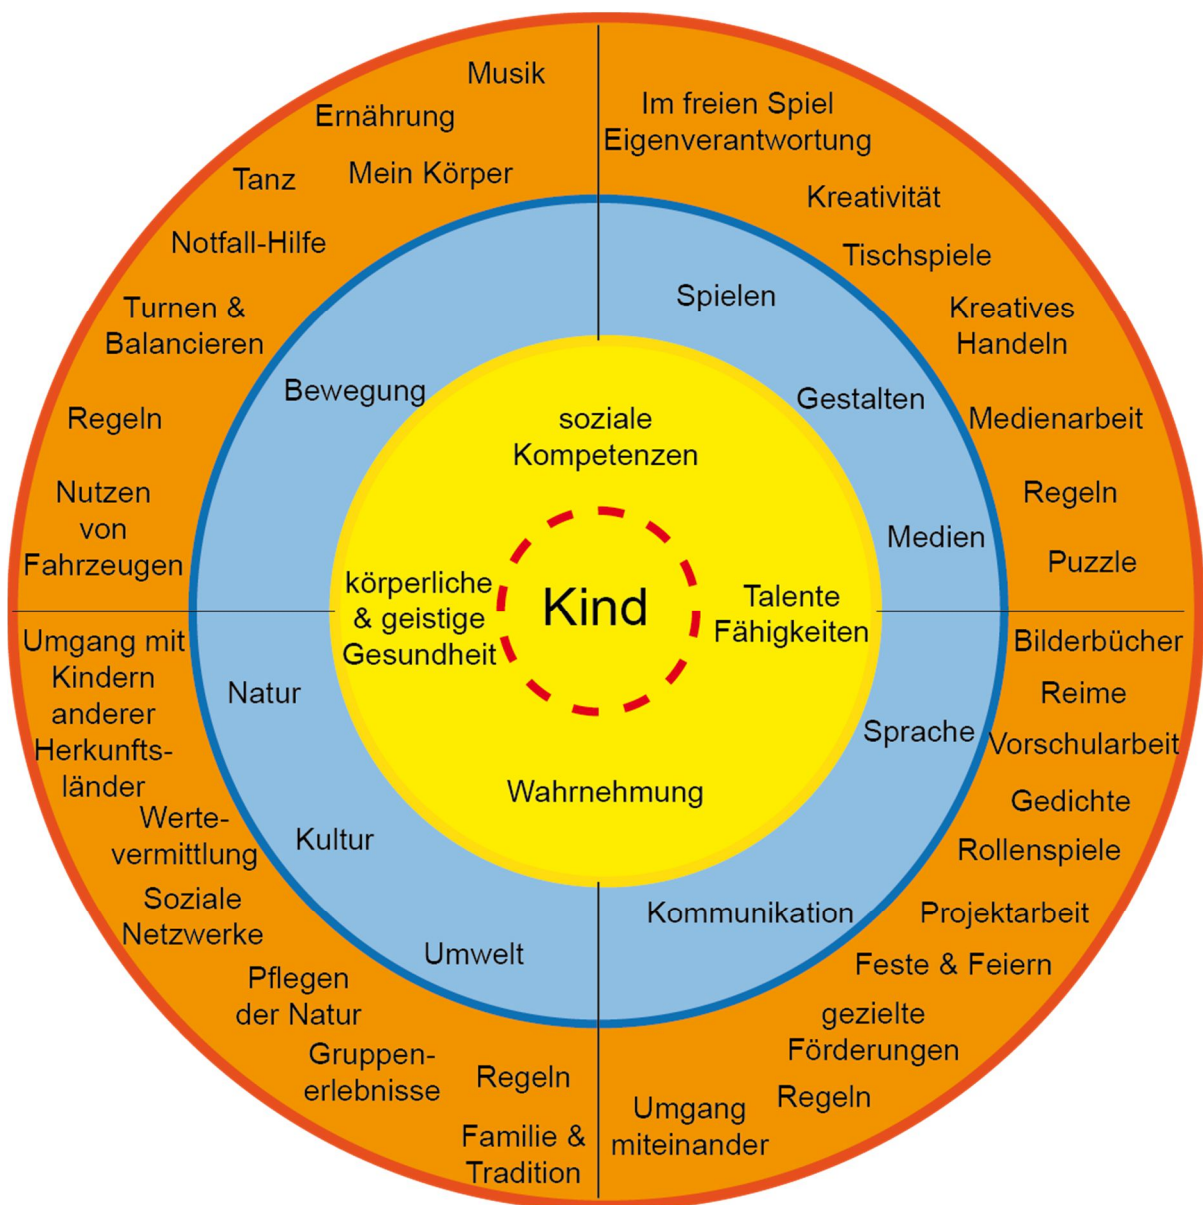 Musik
Ernährung
Mein Körper
Tanz
Notfall-Hilfe
Turnen &
Balancieren
Regeln
Nutzen
von
Fahrzeugen
Im freien Spiel
Eigenverantwortung
Kreativität
Tischspiele
Kreatives
Handeln
Medienarbeit
Regeln
Puzzle
Bewegung
Spielen
Gestalten
Medien
soziale
Kompetenzen
körperliche
& geistige
Gesundheit
Kind
Talente
Fähigkeiten
Wahrnehmung
Natur
Kultur
Umwelt
Sprache
Kommunikation
Umgang mit
Kindern
anderer
Herkunfts-
länder
Werte-
vermittlung
Soziale
Netzwerke
Pflegen
der Natur
Gruppen-
erlebnisse
Regeln
Familie &
Tradition
Bilderbücher
Reime
Vorschularbeit
Gedichte
Rollenspiele
Projektarbeit
Feste & Feiern
gezielte
Förderungen
Regeln
Umgang
miteinander